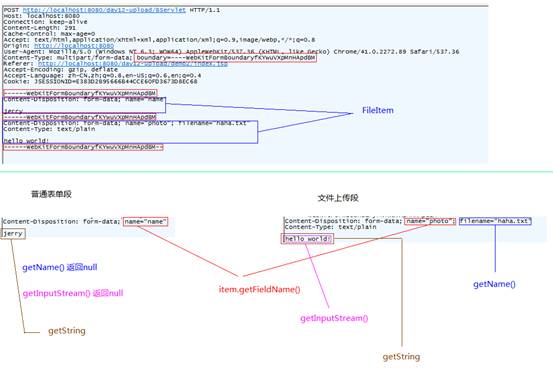 POST http://localhost:8080/day12-upload/BServlet HTTP/1.1
Host: localhost:8080
Connection: keep-alive
Content-Length: 291
Cache-Control: max-age=0
Accept: text/html,application/xhtml+xml,application/xml;q=0.9,image/webp,*/*;q=0.8
Origin: http://localhost:8080
User-Agent: Mozilla/5.0 (Windows NT 6.3; WOW64) AppleWebKit/537.36 (KHTML, like Gecko) Chrome/41.0.2272.89 Safari/537.36
Content-Type: multipart/form-data; boundary=----WebKitFormBoundaryfKYwuVXpMnHApdBM
Referer: http://localhost:8080/day12-upload/demo2/index.jsp
Accept-Encoding: gzip, deflate
Accept-Language: zh-CN,zh;q=0.8,en-US;q=0.6,en;q=0.4
Cookie: JSESSIONID=
------WebKitFormBoundaryfKYwuVXpMnHApdBM
Content-Disposition: form-data; name="name"
FileItem
jerry
------WebKitFormBoundaryfKYwuVXpMnHApdBM
Content-Disposition: form-data; name="photo"; filename="haha.txt"
Content-Type: text/plain
hello world!
------WebKitFormBoundaryfKYwuVXpMnHApdBM--
普通表单段
文件上传段
Content-Disposition: form-data; name="name"
jerry
Content-Disposition: form-data; name="photo"; filename="haha.txt"
Content-Type: text/plain
hello world!
getName() 返回null
getInputStream() 返回null
getString
item.getFieldName()
getName()
getInputStream()
getString